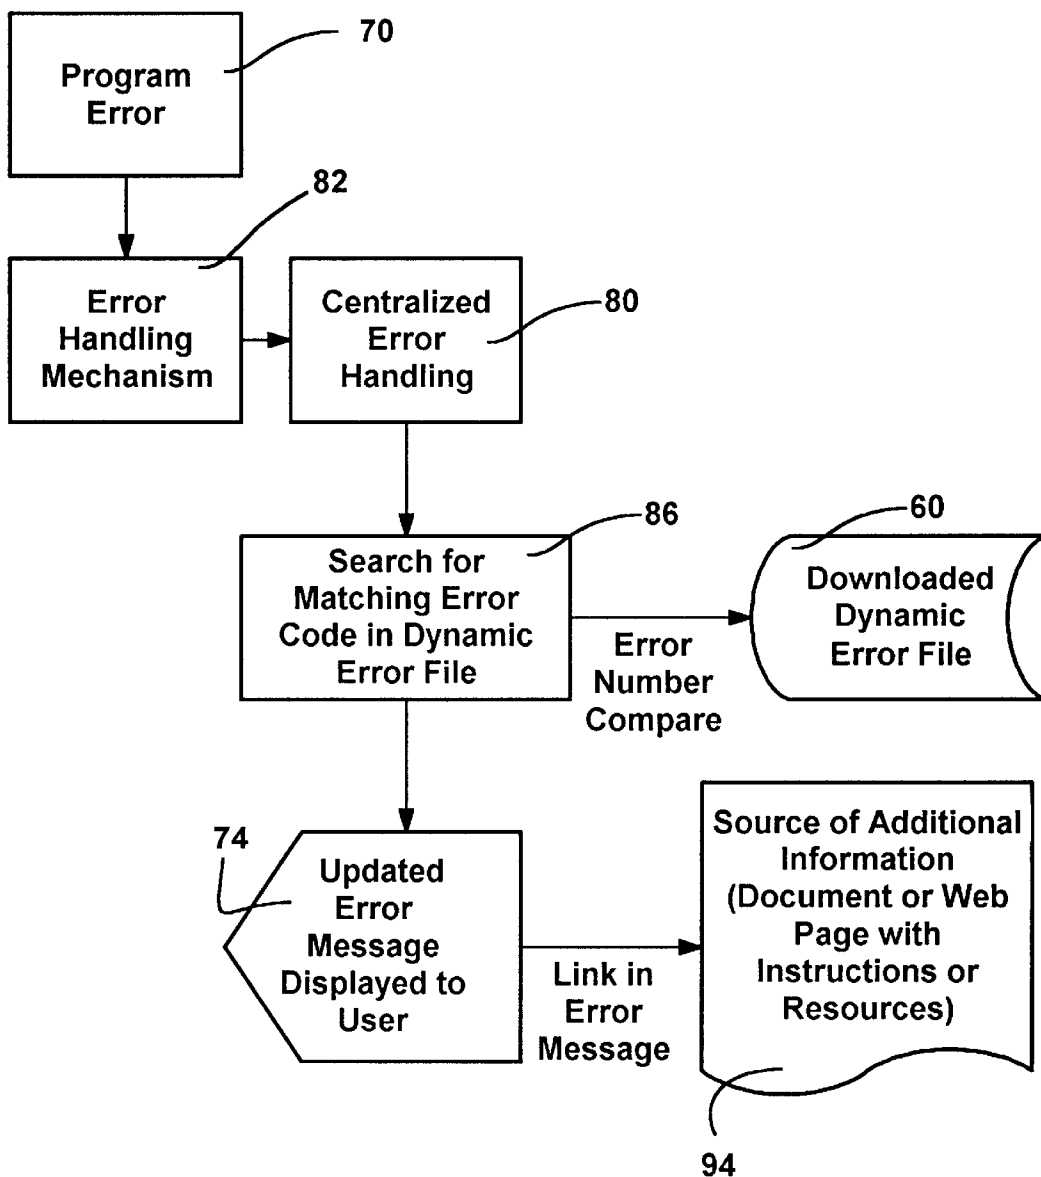 70
Program
Error
82
Error
Handling
Mechanism
Centralized
Error
Handling
80
86
Search for
Matching Error
Code in Dynamic
Error File
Error
Number
Compare
60
Downloaded
Dynamic
Error File
74
Updated
Error
Message
Displayed to
User
Link in
Error
Message
Source of Additional
Information
(Document or Web
Page with
Instructions or
Resources)
94